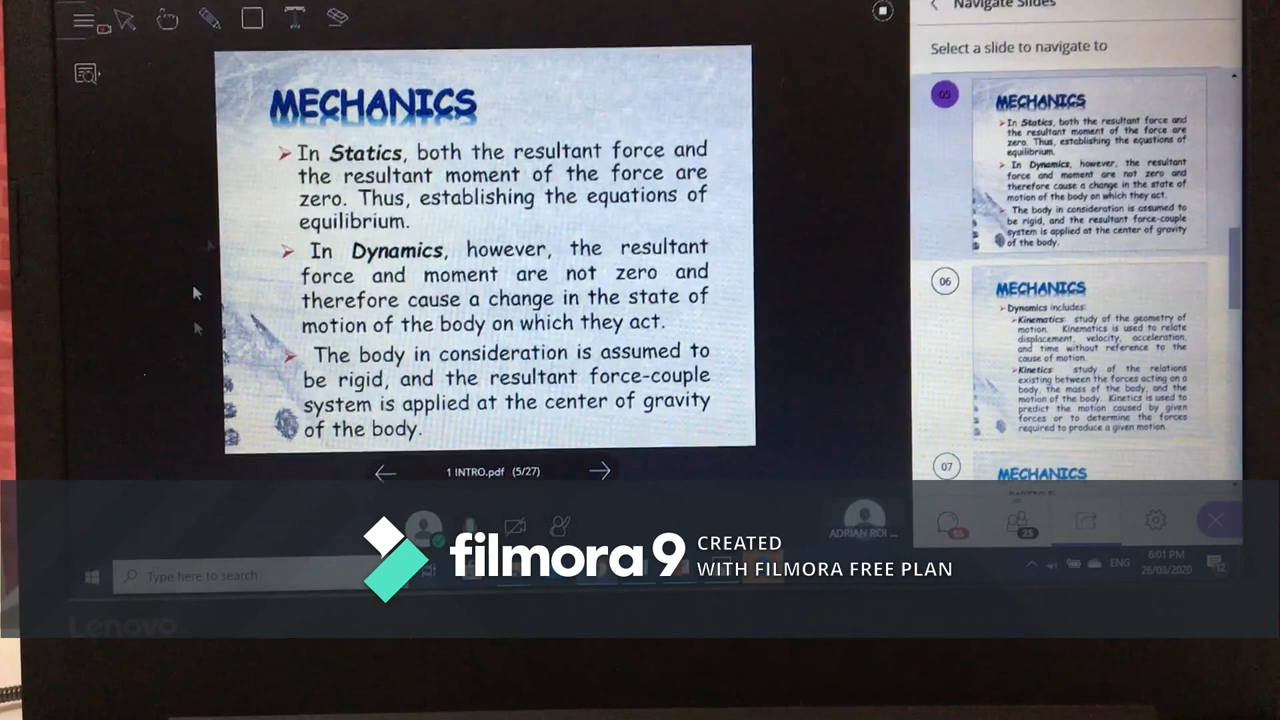 Navigate Slides
Select a slide to navigate to
MECHANICS
In Statics, both the resultant force and
the resultant moment of the force are
zero. Thus, establishing the equations of
equilibrium.
In Dynamics, however, the resultant
force and moment are not zero and
therefore cause a change in the state of
motion of the body on which they act.
The body in consideration is assumed to
be rigid, and the resultant force-couple
system is applied at the center of gravity
of the body.
1 INTRO.pdf (5/27)
05
MECHANICS
In Statics, both the resultant force and
the resultant moment of the force are
zero. Thus, establishing the equations of
equilibrium.
In Dynamics, however, the resultant
force and moment are not zero and
therefore cause a change in the state of
motion of the body on which they act.
The body in consideration is assumed to
be rigid, and the resultant force-couple
system is applied at the center of gravity
of the body.
06
MECHANICS
Dynamics includes:
Kinematics: study of the geometry of
motion. Kinematics is used to relate
displacement, velocity, acceleration,
and time without reference to the
cause of motion.
Kinetics: study of the relations
existing between the forces acting on a
body, the mass of the body, and the
motion of the body. Kinetics is used to
predict the motion caused by given
forces or to determine the forces
required to produce a given motion.
07
MECHANICS
25
filmora9
CREATED
WITH FILMORA FREE PLAN
Type here to search
ENG
6:01 PM
26/03/2020
Lenovo